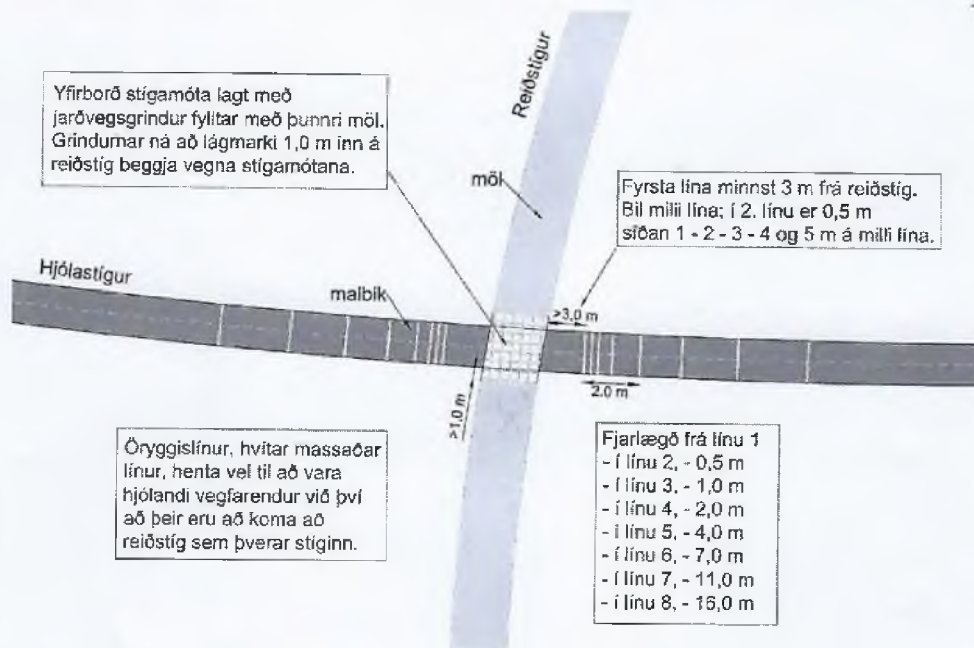 Reiðstígur
Yfirborð stígamóta lagt með
jarðvegsgrindur fylltar með þunnri möl.
Grindurnar ná að lágmarki 1,0 m inn á
reiðstíg beggja vegna stígamótana.
möl
Fyrsta lína minnst 3 m frá reiðstíg.
Bil milli lína; í 2. línu er 0,5 m
síðan 1 - 2 - 3 - 4 og 5 m á milli lína.
Hjólastígur
malbik
>3,0 m
2.0 m
>1,0 m
Öryggislínur, hvítar massaðar
línur, henta vel til að vara
hjólandi vegfarendur við því
að þeir eru að koma að
reiðstíg sem þverar stíginn.
Fjarlægð frá línu 1
- í línu 2, - 0,5 m
- í línu 3, - 1,0 m
- í línu 4, - 2,0 m
- í línu 5, - 4,0 m
- í línu 6, - 7,0 m
- í línu 7, - 11,0 m
- í línu 8, - 16,0 m